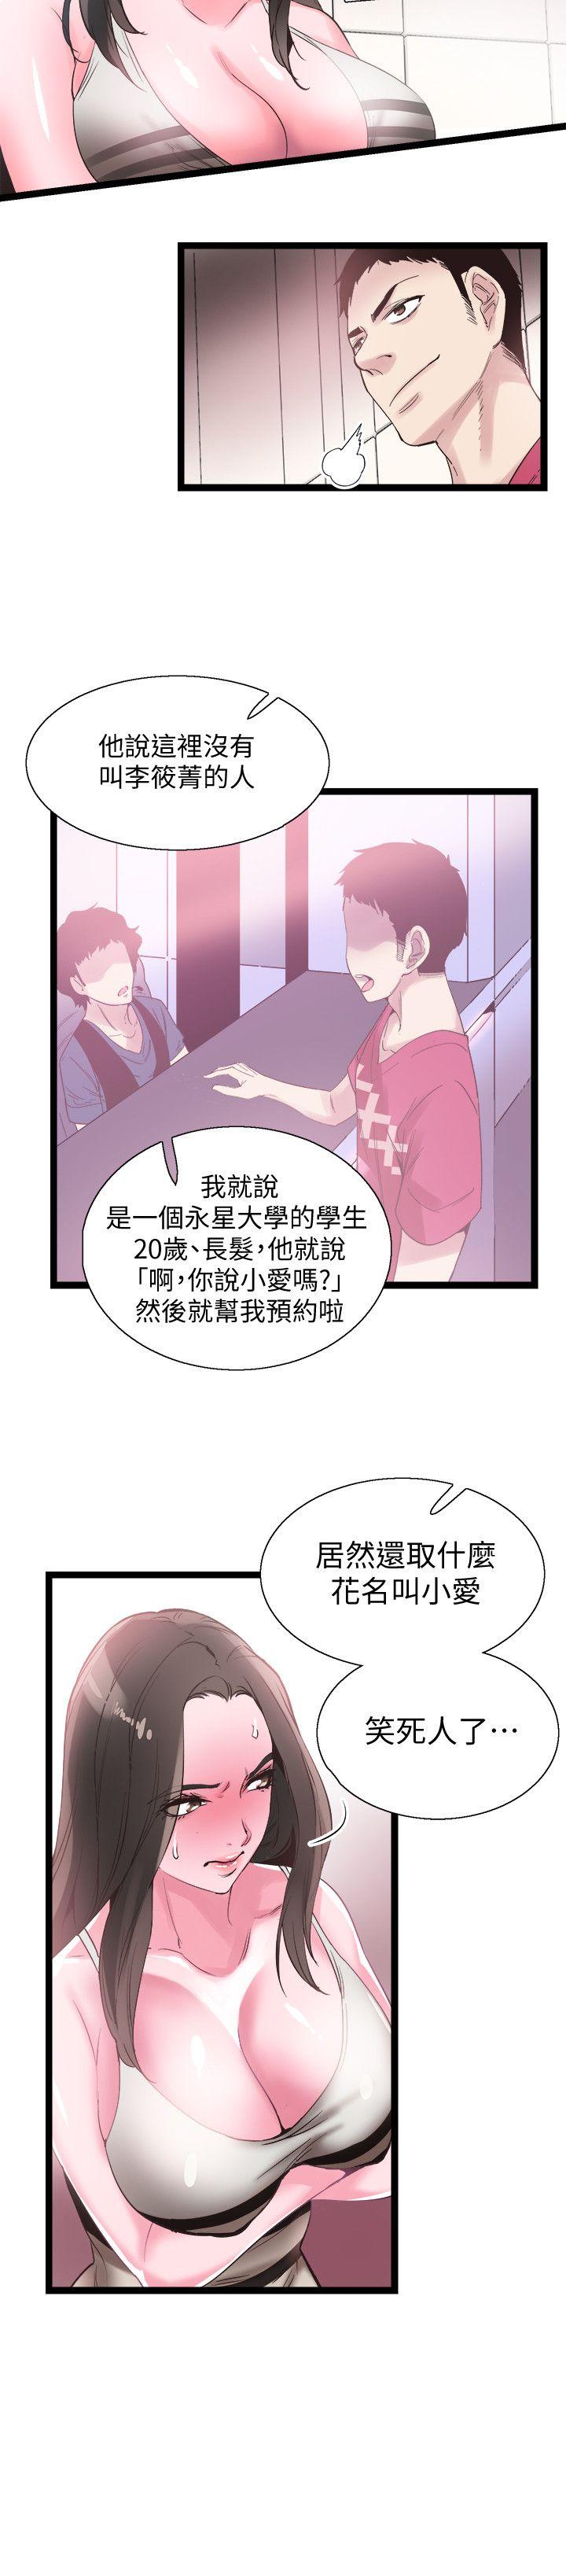 他說這裡沒有
叫李筱菁的人
我就說
是一個永星大學的學生
20歲、長髮,他就說
「啊,你說小愛嗎?」
然後就幫我預約啦
居然還取什麼
花名叫小愛
笑死人了⋯